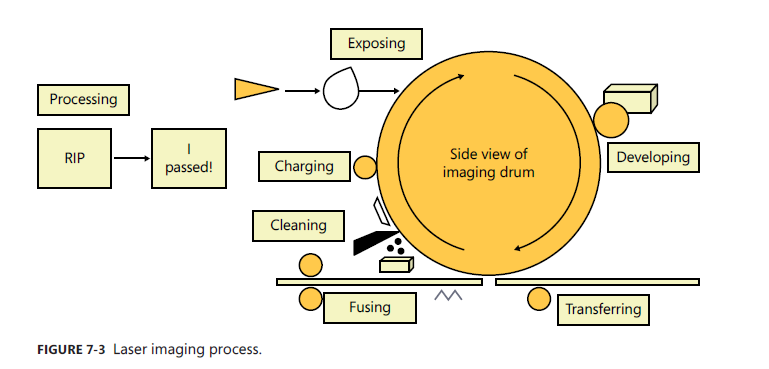 Exposing
Processing
RIP
I
passed!
Charging
Side view of
imaging drum
Developing
Cleaning
Fusing
Transferring
FIGURE 7-3 Laser imaging process.